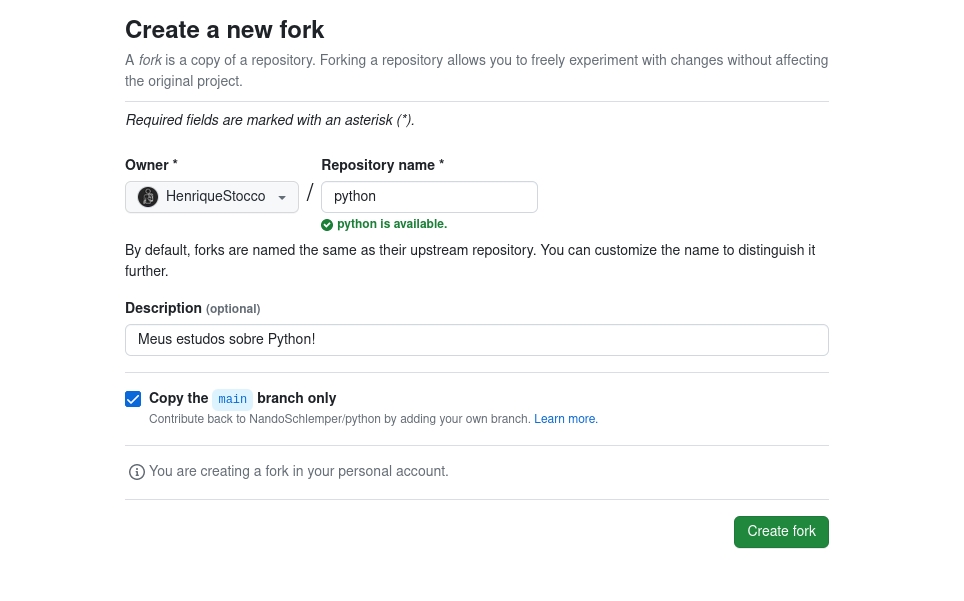 Create a new fork
A fork is a copy of a repository. Forking a repository allows you to freely experiment with changes without affecting
the original project.
Required fields are marked with an asterisk (*).
Owner * Repository name *
HenriqueStocco / python
python is available.
By default, forks are named the same as their upstream repository. You can customize the name to distinguish it
further.
Description (optional)
Meus estudos sobre Python!
Copy the main branch only
Contribute back to NandoSchlemper/python by adding your own branch. Learn more.
You are creating a fork in your personal account.
Create fork